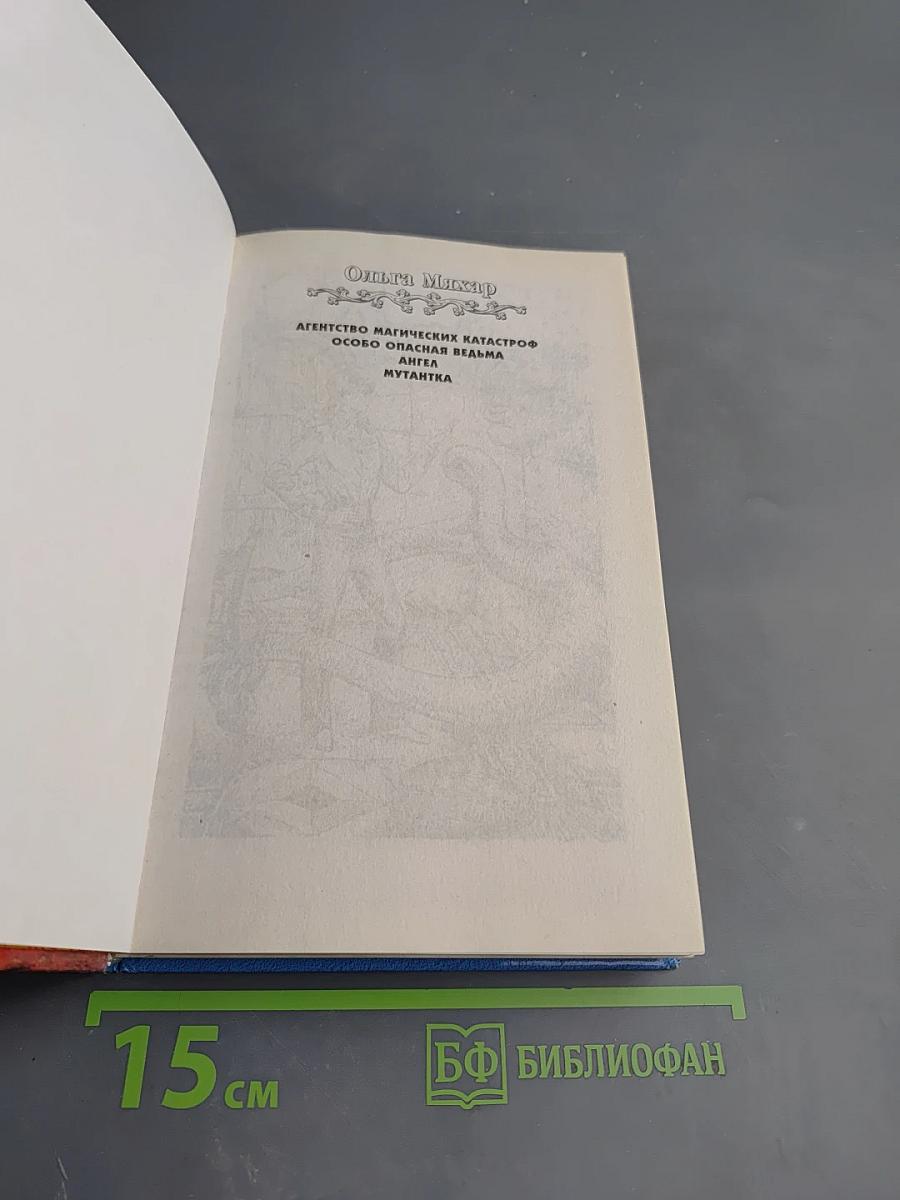 Ольга Мяхар
АГЕНТСТВО МАГИЧЕСКИХ КАТАСТРОФ
ОСОБО ОПАСНАЯ ВЕДЬМА
АНГЕЛ
МУТАНТКА
15 см
БФ БИБЛИОФАН